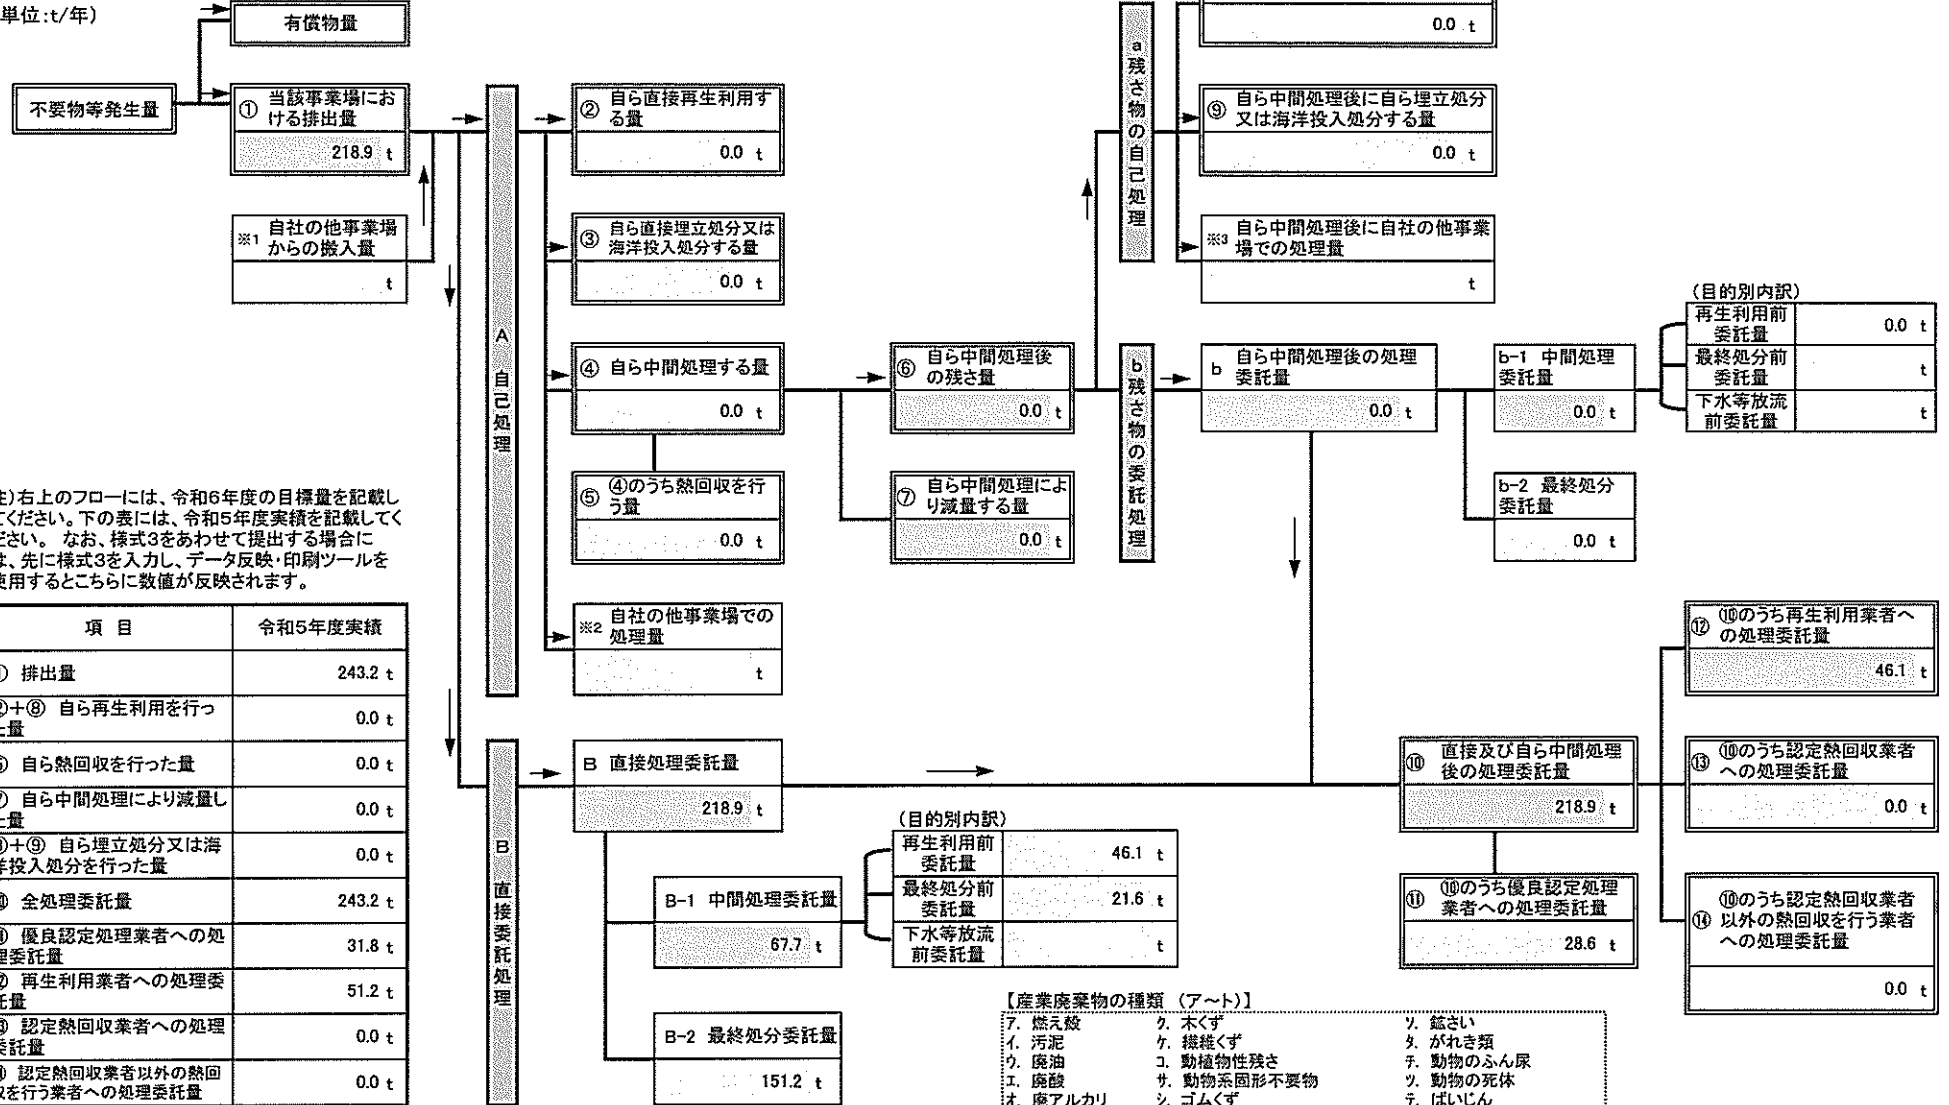 単位:t/年)
有償物量
不要物等発生量
① 当該事業場にお
ける排出量
218.9 t
※1 自社の他事業場
からの搬入量
t
A 自己処理
② 自ら直接再生利用す
る量
0.0 t
③ 自ら直接埋立処分又は
海洋投入処分する量
0.0 t
④ 自ら中間処理する量
0.0 t
⑤ ④のうち熱回収を行
う量
0.0 t
※2 自社の他事業場での
処理量
t
⑥ 自ら中間処理後
の残さ量
0.0 t
⑦ 自ら中間処理によ
り減量する量
0.0 t
a 残さ物の自己処理
0.0 t
⑨ 自ら中間処理後に自ら埋立処分
又は海洋投入処分する量
0.0 t
※3 自ら中間処理後に自社の他事業
場での処理量
t
b 残さ物の委託処理
b 自ら中間処理後の処理
委託量
0.0 t
b-1 中間処理
委託量
0.0 t
(目的別内訳)
再生利用前
委託量
0.0 t
最終処分前
委託量
t
下水等放流
前委託量
t
b-2 最終処分
委託量
0.0 t
注)右上のフローには、令和6年度の目標量を記載し
てください。下の表には、令和5年度実績を記載してく
ださい。 なお、様式3をあわせて提出する場合に
は、先に様式3を入力し、データ反映・印刷ツールを
使用するとこちらに数値が反映されます。
項 目 令和5年度実績
① 排出量 243.2 t
②+⑧ 自ら再生利用を行っ
た量 0.0 t
自ら熱回収を行った量 0.0 t
⑦ 自ら中間処理により減量し
た量 0.0 t
③+⑨ 自ら埋立処分又は海
洋投入処分を行った量 0.0 t
⑩ 全処理委託量 243.2 t
⑪ 優良認定処理業者への処
理委託量 31.8 t
⑫ 再生利用業者への処理委
託量 51.2 t
⑬ 認定熱回収業者への処理
委託量 0.0 t
⑭ 認定熱回収業者以外の熱回
収を行う業者への処理委託量 0.0 t
B 直接委託処理
B 直接処理委託量
218.9 t
B-1 中間処理委託量
67.7 t
(目的別内訳)
再生利用前
委託量
46.1 t
最終処分前
委託量
21.6 t
下水等放流
前委託量
t
B-2 最終処分委託量
151.2 t
⑩ 直接及び自ら中間処理
後の処理委託量
218.9 t
⑪ ⑩のうち優良認定処理
業者への処理委託量
28.6 t
⑫ ⑩のうち再生利用業者へ
の処理委託量
46.1 t
⑬ ⑩のうち認定熱回収業者
への処理委託量
0.0 t
⑭ ⑩のうち認定熱回収業者
以外の熱回収を行う業者
への処理委託量
0.0 t
【産業廃棄物の種類 (ア～ト)】
ア. 燃え殻 ク. 木くず ソ. 鉱さい
イ. 汚泥 ケ. 繊維くず タ. がれき類
ウ. 廃油 コ. 動植物性残さ チ. 動物のふん尿
エ. 廃酸 サ. 動物系固形不要物 ツ. 動物の死体
オ. 廃アルカリ シ. ゴムくず テ. ばいじん